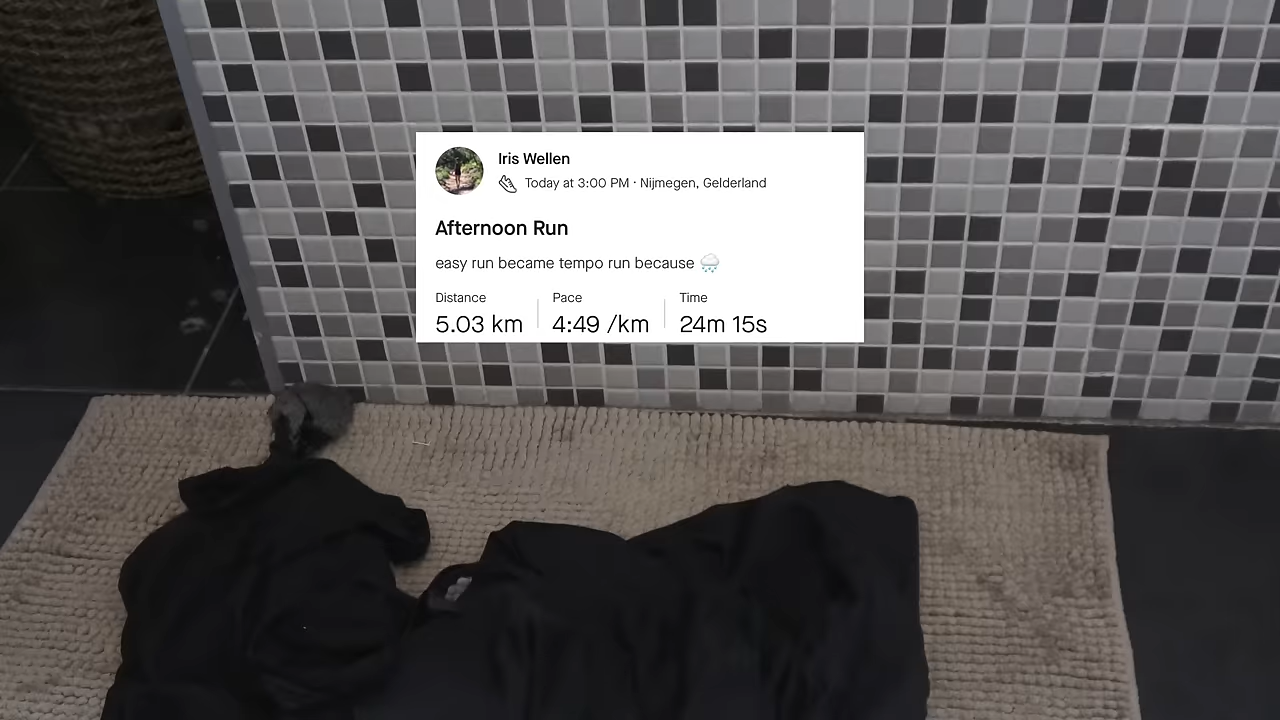 Iris Wellen
Today at 3:00 PM · Nijmegen, Gelderland
Afternoon Run
easy run became tempo run because 🌧️
Distance Pace Time
5.03 km 4:49 /km 24m 15s